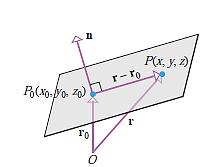 n
P(x, y, z)
r − r₀
P₀(x₀, y₀, z₀)
r₀
r
O